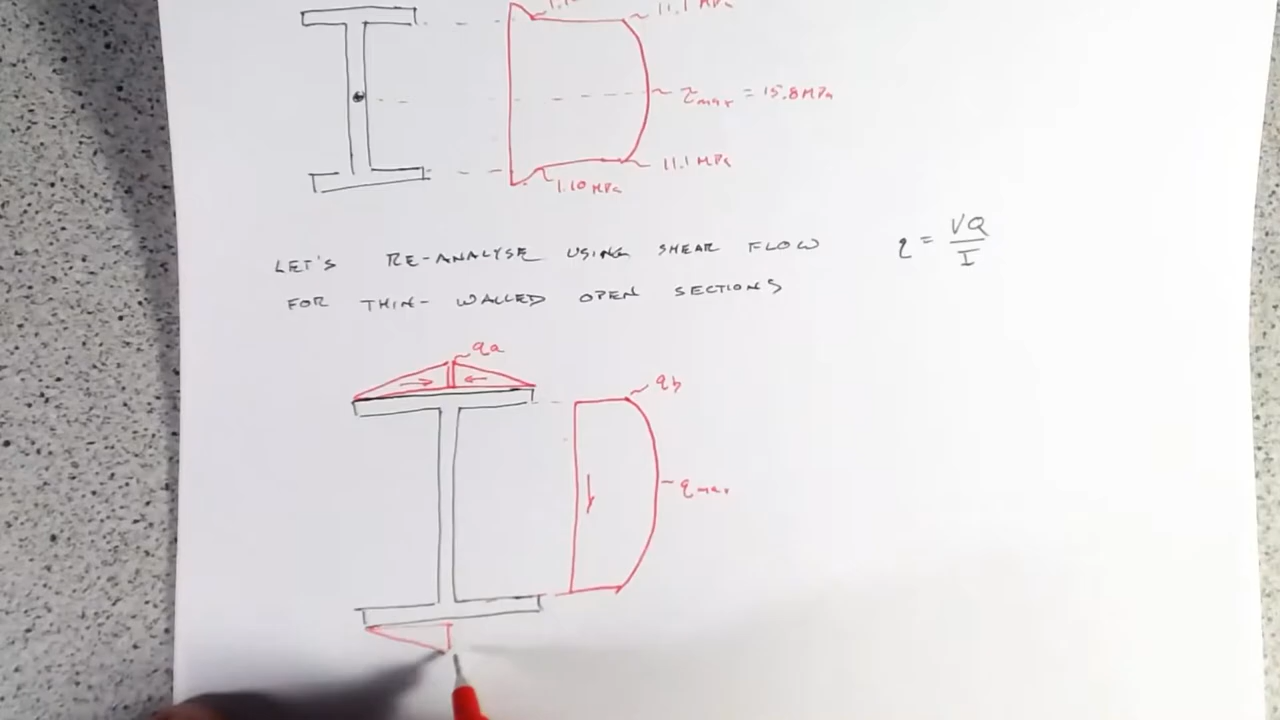 11.1 MPa
τmax = 15.8 MPa
11.1 MPa
1.10 MPa
LET'S RE-ANALYSE USING SHEAR FLOW
q = VQ/I
FOR THIN-WALLED OPEN SECTIONS
qa
qb
qmax